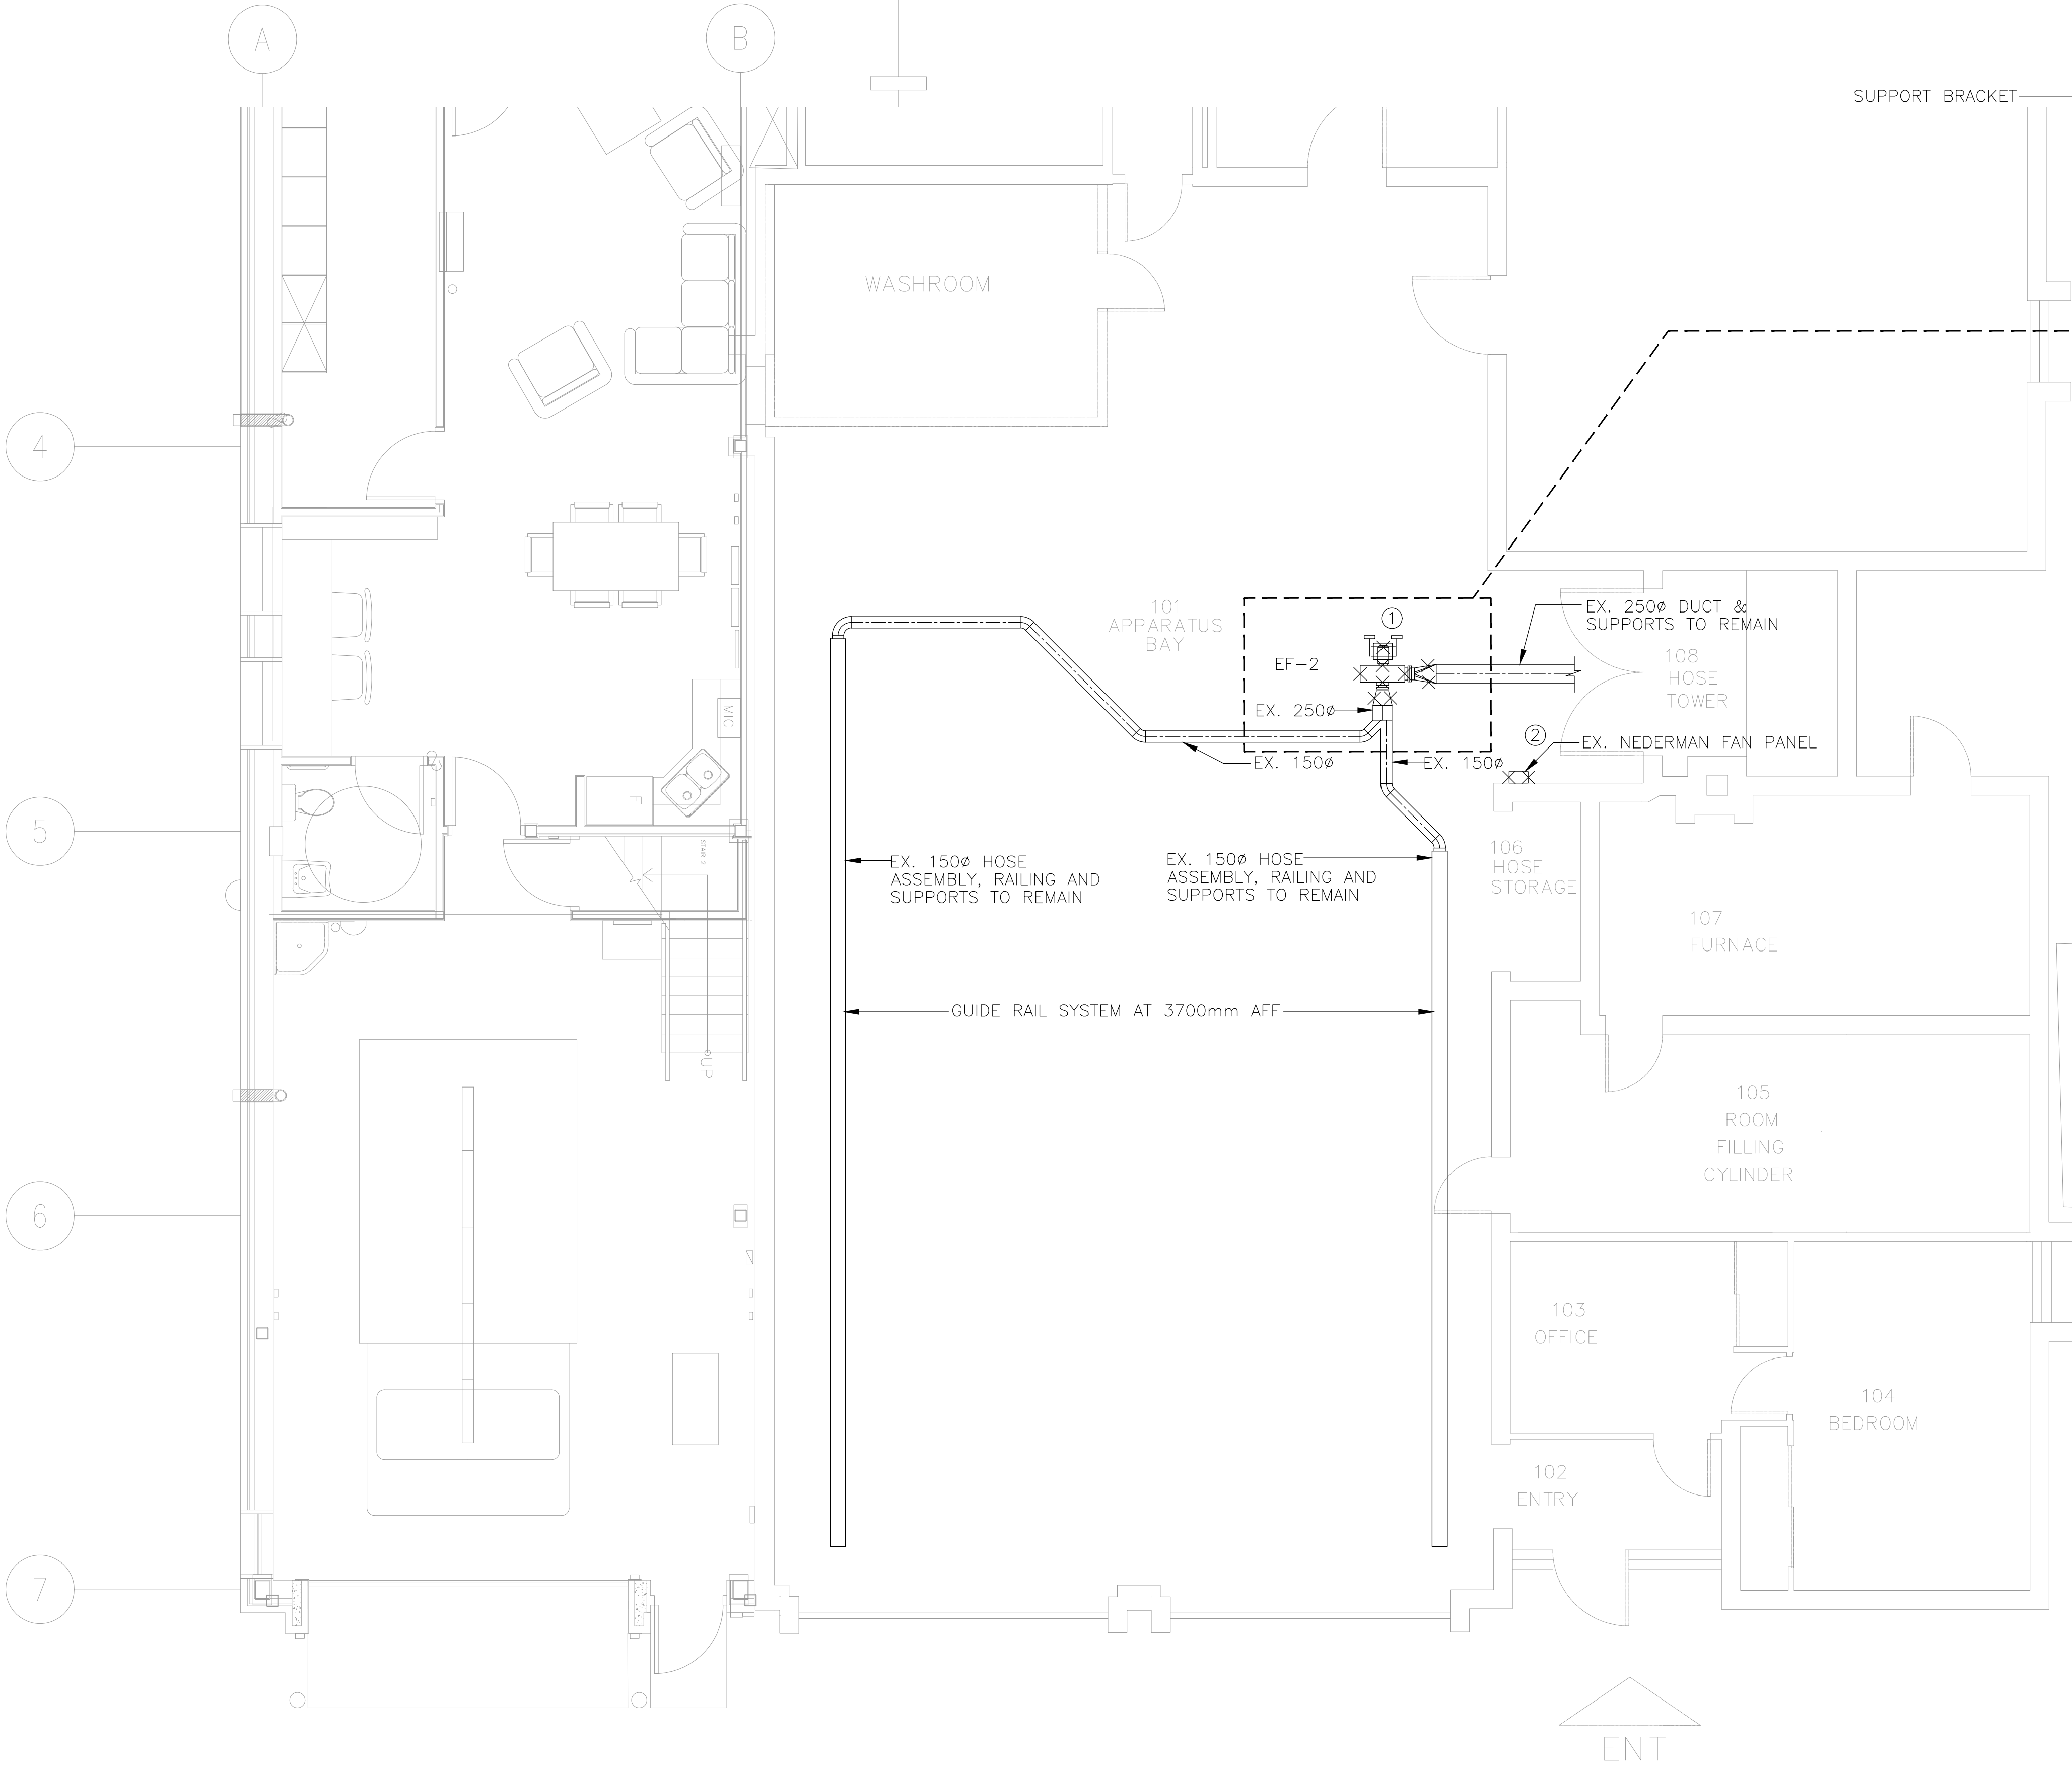 A
B
SUPPORT BRACKET
WASHROOM
4
101
APPARATUS
BAY
1
EX. 250ø DUCT &
SUPPORTS TO REMAIN
EF-2
108
HOSE
TOWER
EX. 250ø
MIC
2
EX. NEDERMAN FAN PANEL
EX. 150ø
EX. 150ø
F
5
STAIR 2
EX. 150ø HOSE
ASSEMBLY, RAILING AND
SUPPORTS TO REMAIN
EX. 150ø HOSE
ASSEMBLY, RAILING AND
SUPPORTS TO REMAIN
106
HOSE
STORAGE
107
FURNACE
GUIDE RAIL SYSTEM AT 3700mm AFF
UP
105
ROOM
FILLING
CYLINDER
6
103
OFFICE
104
BEDROOM
102
ENTRY
7
ENT